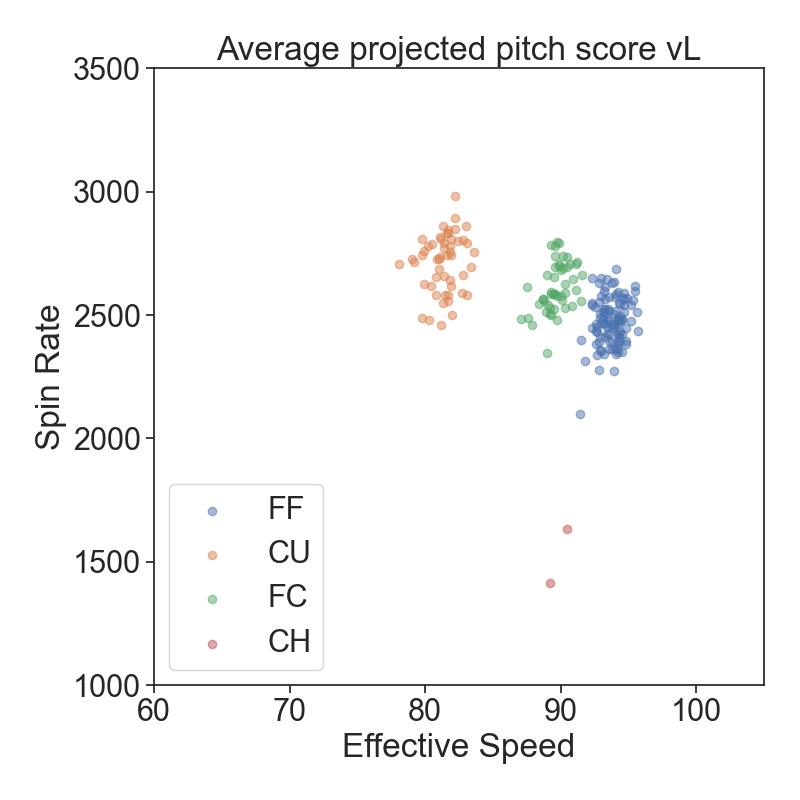 Average projected pitch score vL
3500
3000
2500
2000
1500
1000
Spin Rate
FF
CU
FC
CH
60 70 80 90 100
Effective Speed